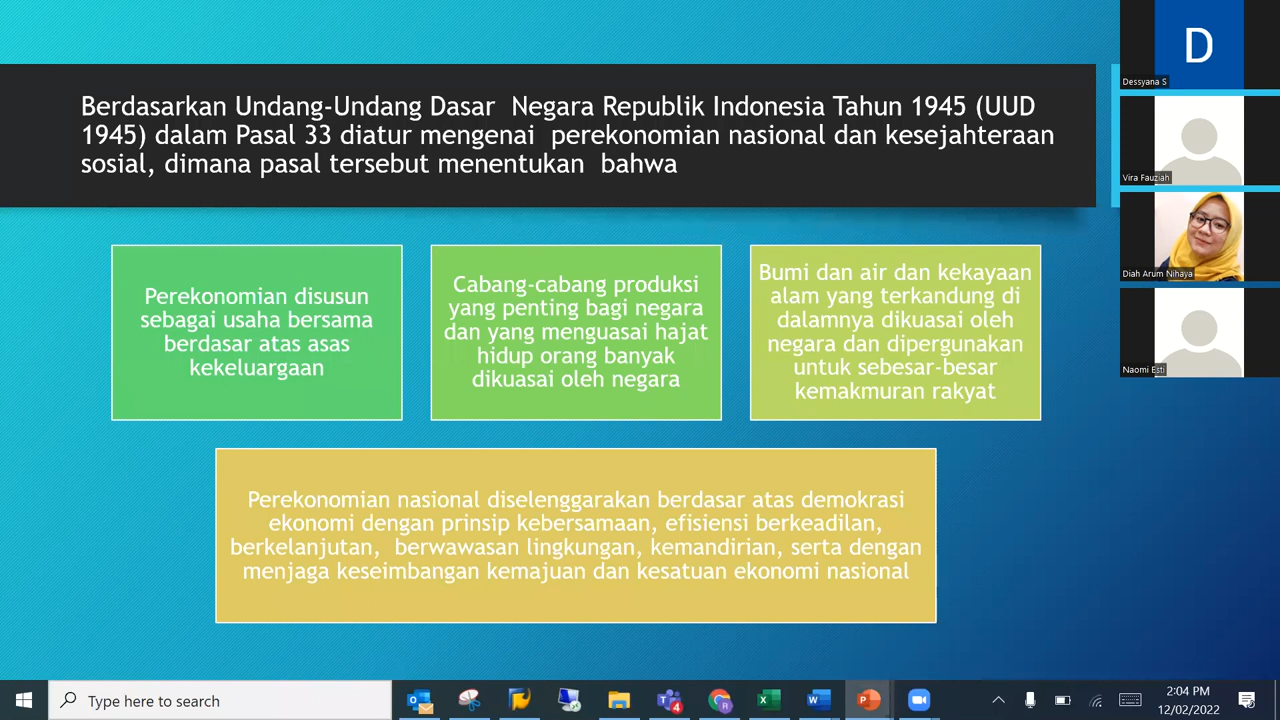 Berdasarkan Undang-Undang Dasar  Negara Republik Indonesia Tahun 1945 (UUD
1945) dalam Pasal 33 diatur mengenai  perekonomian nasional dan kesejahteraan
sosial, dimana pasal tersebut menentukan  bahwa
Perekonomian disusun
sebagai usaha bersama
berdasar atas asas
kekeluargaan
Cabang-cabang produksi
yang penting bagi negara
dan yang menguasai hajat
hidup orang banyak
dikuasai oleh negara
Bumi dan air dan kekayaan
alam yang terkandung di
dalamnya dikuasai oleh
negara dan dipergunakan
untuk sebesar-besar
kemakmuran rakyat
Perekonomian nasional diselenggarakan berdasar atas demokrasi
ekonomi dengan prinsip kebersamaan, efisiensi berkeadilan,
berkelanjutan,  berwawasan lingkungan, kemandirian, serta dengan
menjaga keseimbangan kemajuan dan kesatuan ekonomi nasional
D
Dessyana S
Vira Fauziah
Diah Arum Nihaya
Naomi Esti
Type here to search
4
2:04 PM
12/02/2022